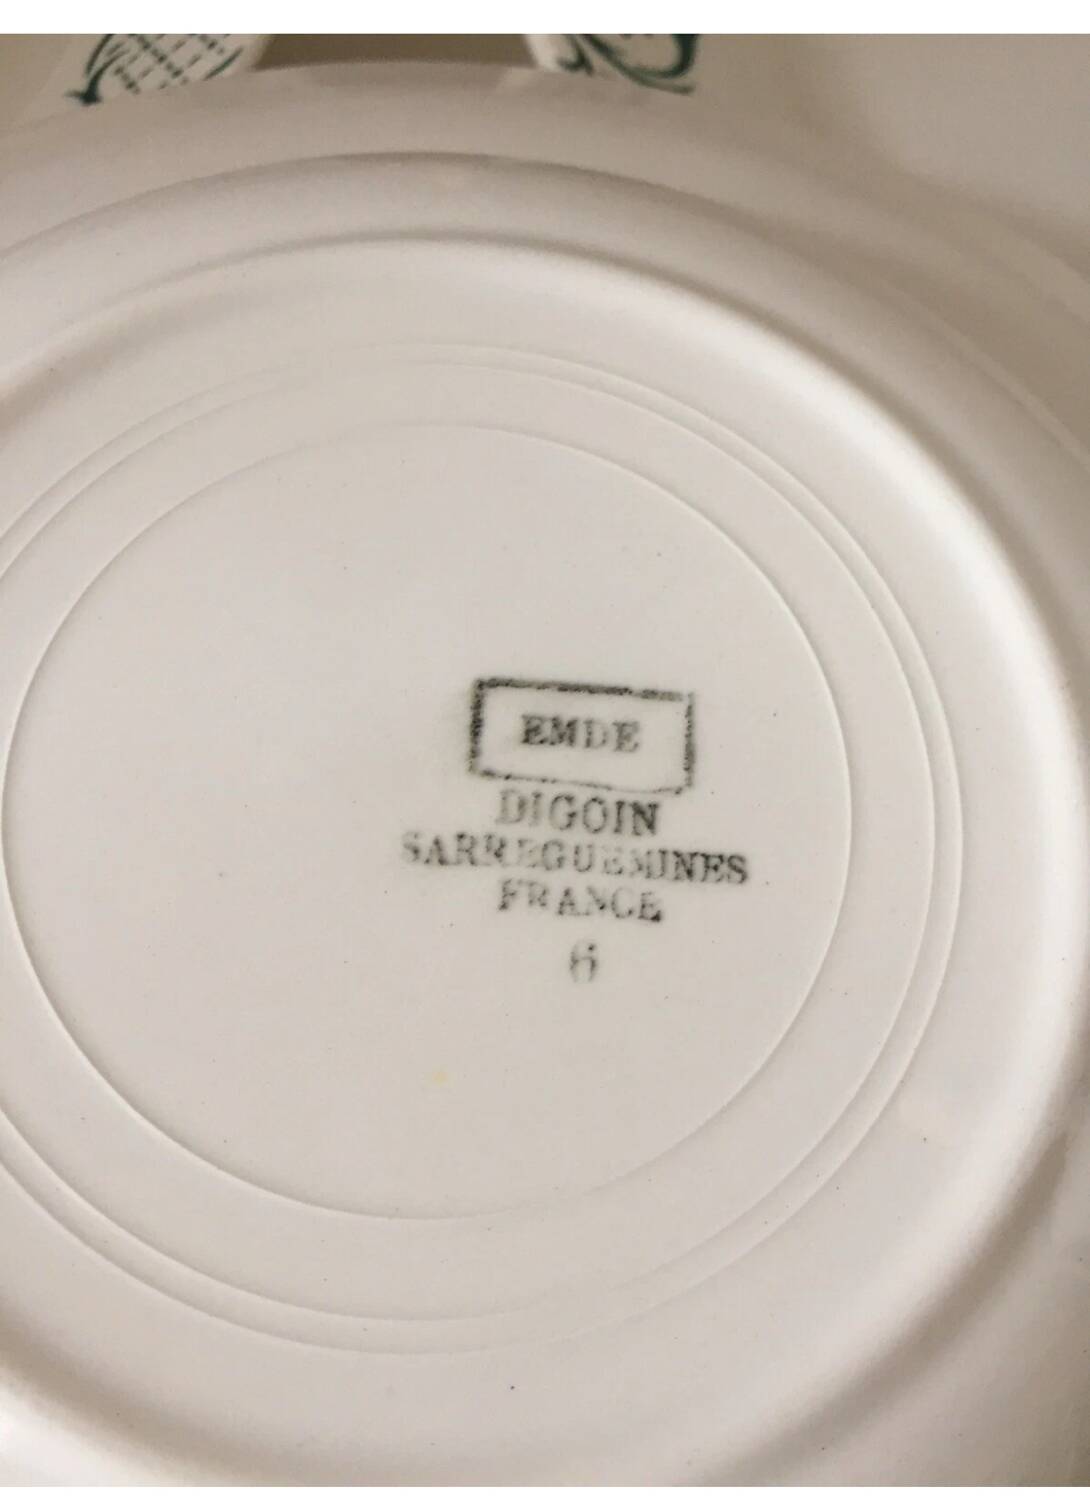 EMDE
DIGOIN
SARREGUEMINES
FRANCE
6